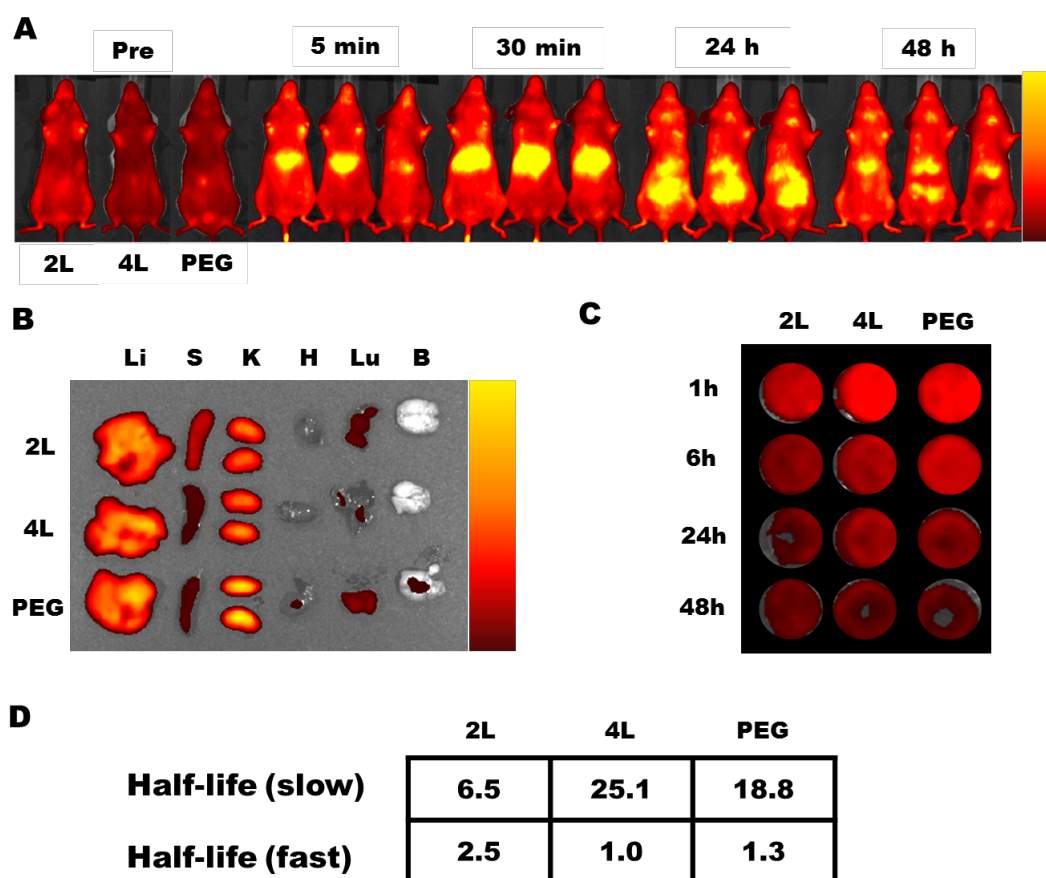 A
Pre
5 min
30 min
24 h
48 h
2L
4L
PEG
B
Li S K H Lu B
2L
4L
PEG
C
2L 4L PEG
1h
6h
24h
48h
D
2L 4L PEG
Half-life (slow) 6.5 25.1 18.8
Half-life (fast) 2.5 1.0 1.3